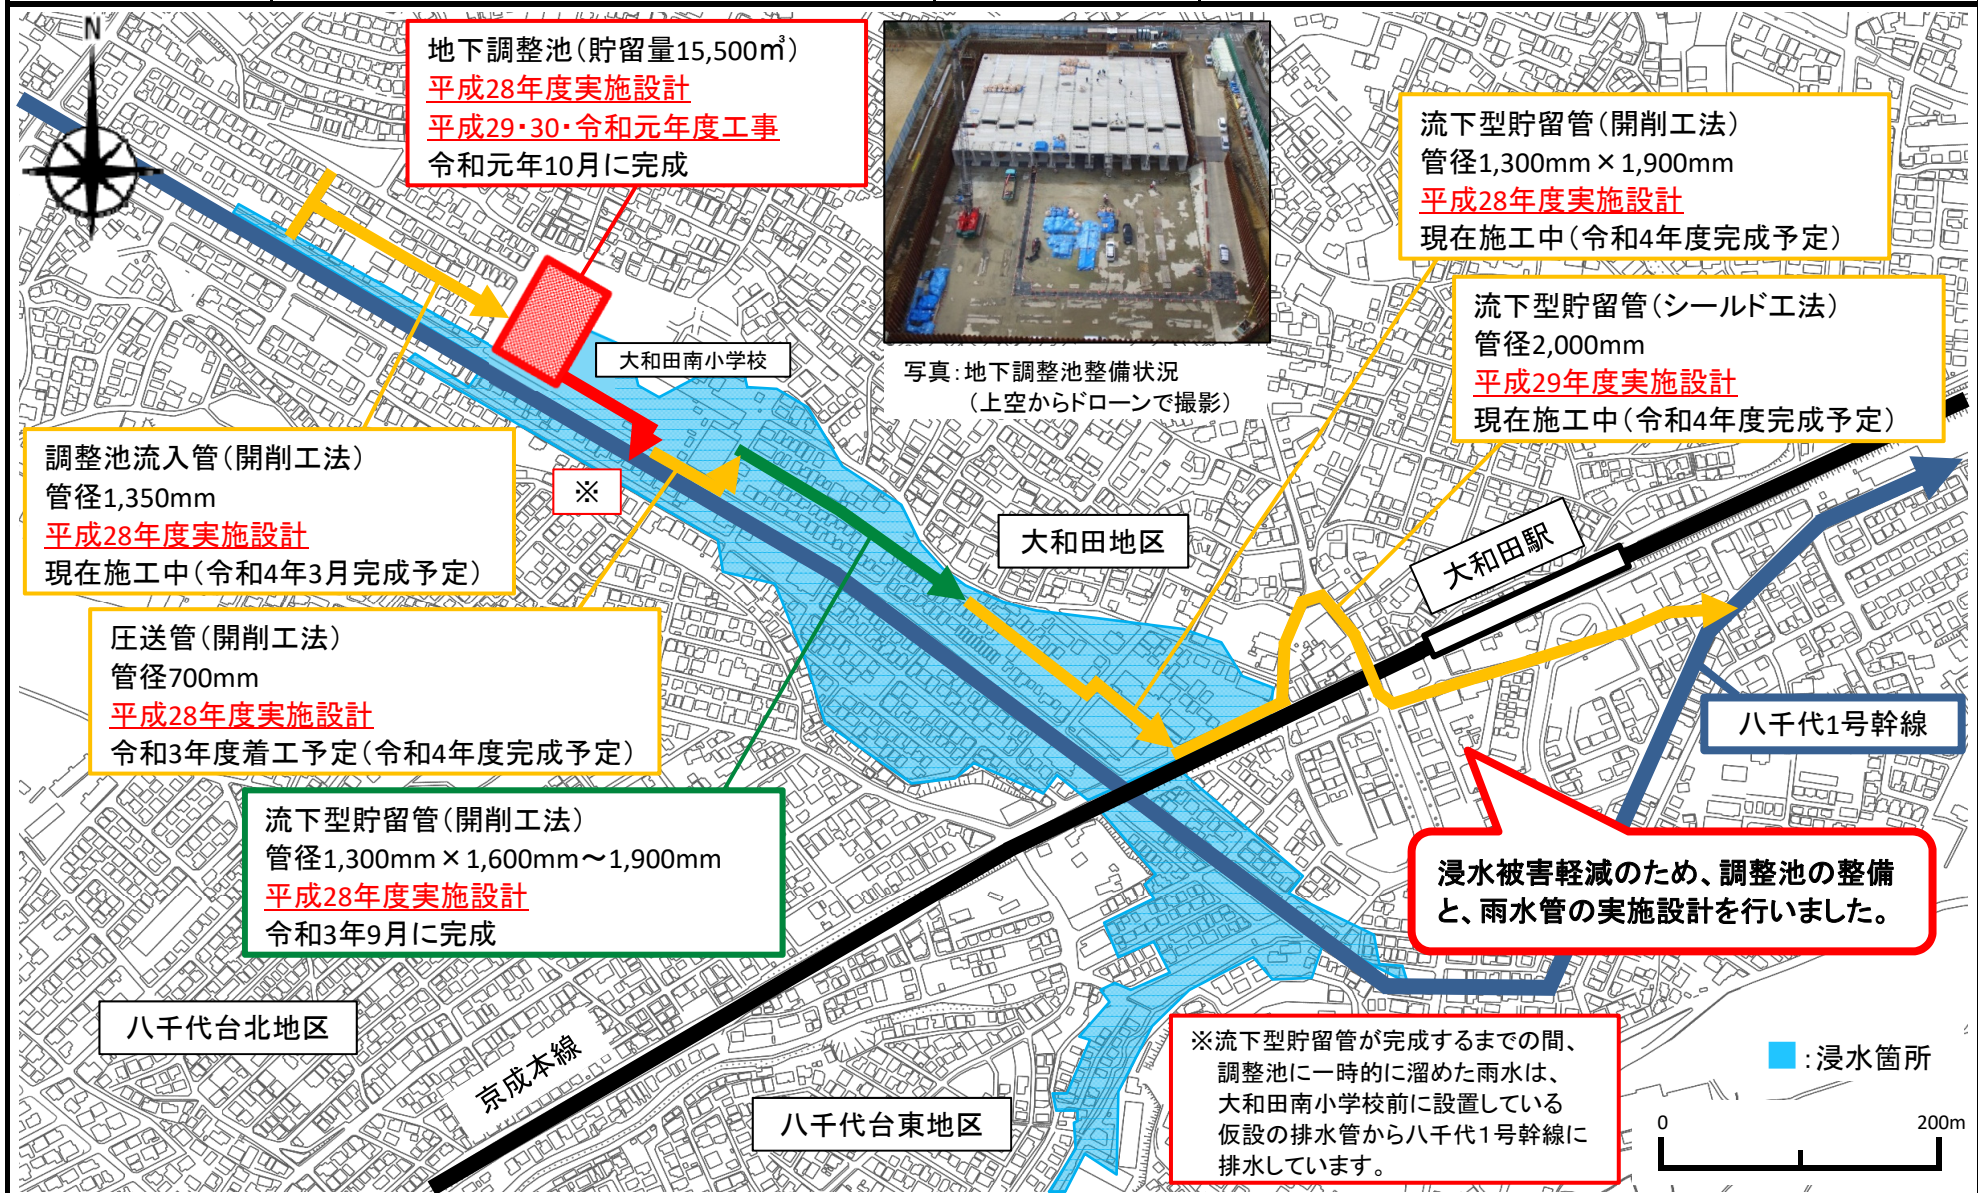 N
地下調整池(貯留量15,500㎥)
平成28年度実施設計
平成29・30・令和元年度工事
令和元年10月に完成
流下型貯留管(開削工法)
管径1,300mm×1,900mm
平成28年度実施設計
現在施工中(令和4年度完成予定)
流下型貯留管(シールド工法)
管径2,000mm
平成29年度実施設計
現在施工中(令和4年度完成予定)
大和田南小学校
写真:地下調整池整備状況
(上空からドローンで撮影)
調整池流入管(開削工法)
管径1,350mm
平成28年度実施設計
現在施工中(令和4年3月完成予定)
※
大和田地区
大和田駅
圧送管(開削工法)
管径700mm
平成28年度実施設計
令和3年度着工予定(令和4年度完成予定)
八千代1号幹線
流下型貯留管(開削工法)
管径1,300mm×1,600mm～1,900mm
平成28年度実施設計
令和3年9月に完成
浸水被害軽減のため、調整池の整備
と、雨水管の実施設計を行いました。
八千代台北地区
京成本線
八千代台東地区
※流下型貯留管が完成するまでの間、
調整池に一時的に溜めた雨水は、
大和田南小学校前に設置している
仮設の排水管から八千代1号幹線に
排水しています。
:浸水箇所
0 200m